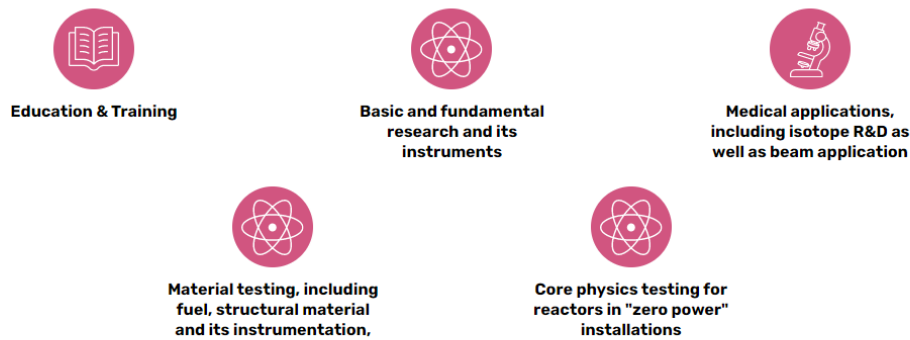 Education & Training
Basic and fundamental
research and its
instruments
Medical applications,
including isotope R&D as
well as beam application
Material testing, including
fuel, structural material
and its instrumentation,
Core physics testing for
reactors in "zero power"
installations